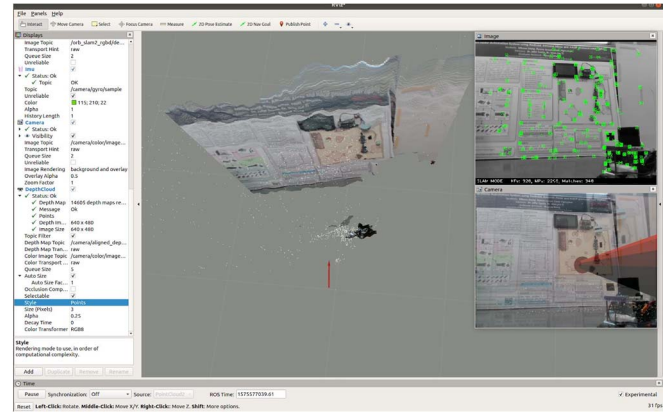 RViz*
File Panels Help
Interact Move Camera Select Focus Camera Measure 2D Pose Estimate 2D Nav Goal Publish Point
Displays
Image Topic /orb_slam2_rgbd/de...
Transport Hint raw
Queue Size 2
Unreliable
Imu
Status: Ok
Topic OK
Topic /camera/gyro/sample
Unreliable
Color 115; 210; 22
Alpha 1
History Length 1
Camera
Status: Ok
Visibility
Image Topic /camera/color/image...
Transport Hint raw
Queue Size 2
Unreliable
Image Rendering background and overlay
Overlay Alpha 0.5
Zoom Factor 1
DepthCloud
Status: Ok
Depth Map 14605 depth maps re...
Message Ok
Points
Depth Im... 640 x 480
Image Size 640 x 480
Topic Filter
Depth Map Topic /camera/aligned_dep...
Depth Map Tran... raw
Color Image Topic /camera/color/image...
Color Transport ... raw
Queue Size 5
Auto Size
Auto Size Fac... 1
Occlusion Comp...
Selectable
Style Points
Size (Pixels) 3
Alpha 0.25
Decay Time 0
Color Transformer RGB8
Style
Rendering mode to use, in order of
computational complexity.
Add Duplicate Remove Rename
Image
SLAM MODE
Camera
Time
Pause Synchronization: Off Source: ROS Time: 1575577039.61 Experimental
Reset Left-Click: Rotate. Middle-Click: Move X/Y. Right-Click: Move Z. Shift: More options. 31 fps